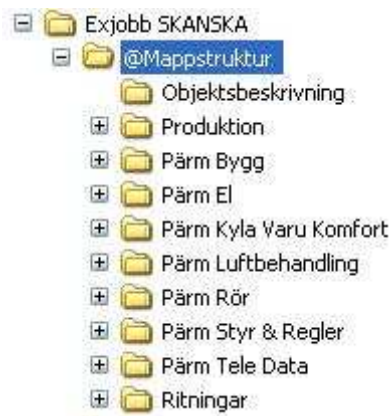 Exjobb SKANSKA
@Mappstruktur
Objektsbeskrivning
Produktion
Pärm Bygg
Pärm El
Pärm Kyla Varu Komfort
Pärm Luftbehandling
Pärm Rör
Pärm Styr & Regler
Pärm Tele Data
Ritningar